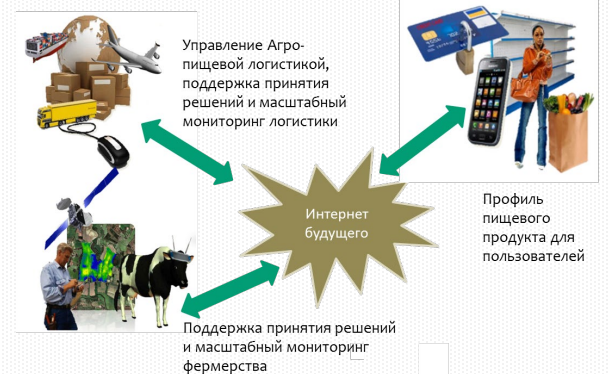 Управление Агро-
пищевой логистикой,
поддержка принятия
решений и масштабный
мониторинг логистики
Интернет
будущего
Профиль
пищевого
продукта для
пользователей
Поддержка принятия решений
и масштабный мониторинг
фермерства